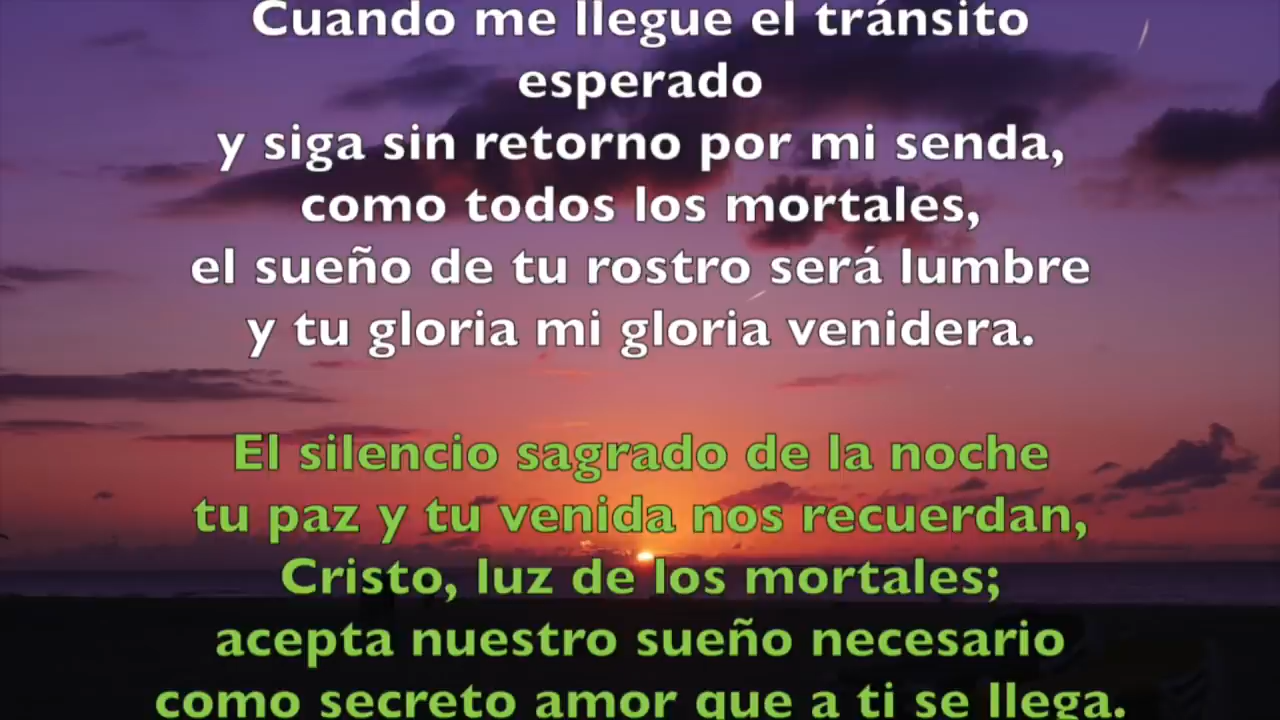 Cuando me llegue el tránsito
esperado
y siga sin retorno por mi senda,
como todos los mortales,
el sueño de tu rostro será lumbre
y tu gloria mi gloria venidera.
El silencio sagrado de la noche
tu paz y tu venida nos recuerdan,
Cristo, luz de los mortales;
acepta nuestro sueño necesario
como secreto amor que a ti se llega.